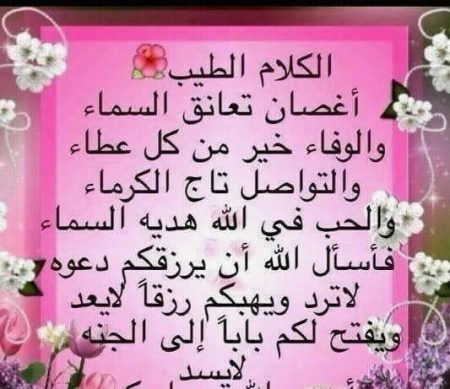 الكلام الطيب
أغصان تعانق السماء
والوفاء خير من كل عطاء
والتواصل تاج الكرماء
والحب في الله هديه السماء
فأسأل الله أن يرزقكم دعوه
لاترد ويهبكم رزقاً لايعد
ويفتح لكم باباً إلى الجنه
لايسد